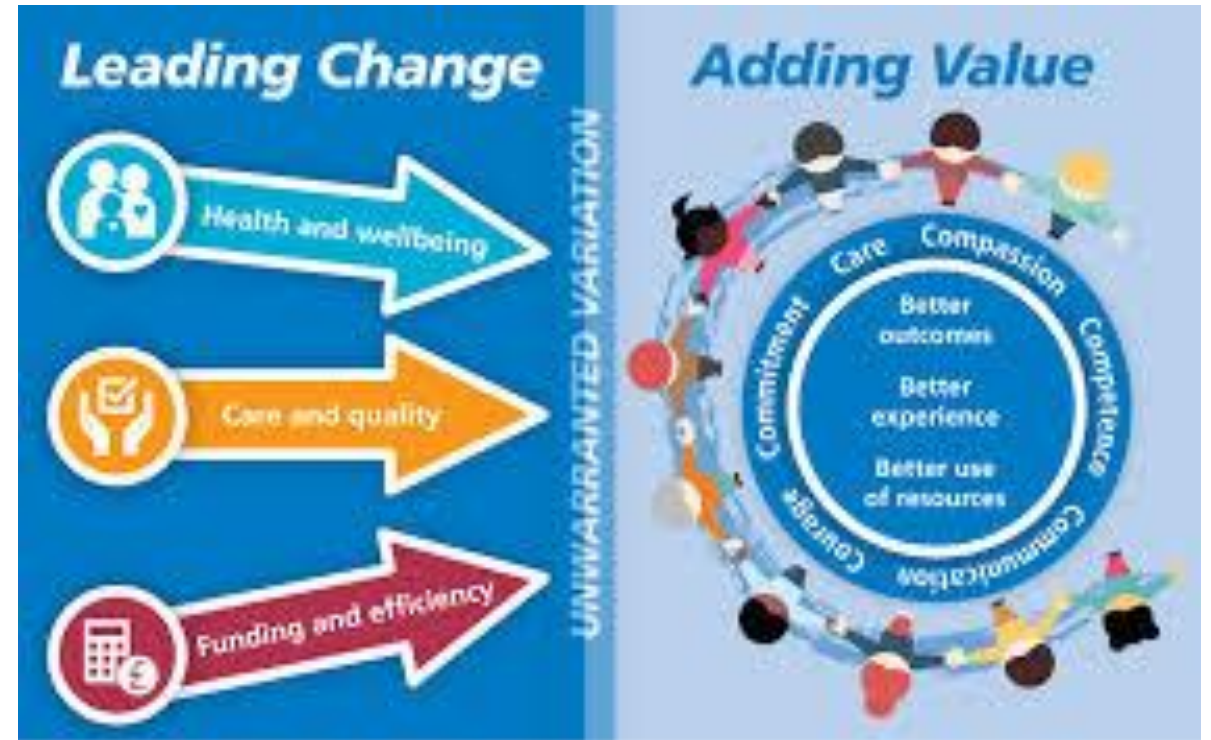 Leading Change
Health and wellbeing
Care and quality
Funding and efficiency
£
UNWARRANTED VARIATION
Adding Value
Care
Compassion
Competence
Communication
Courage
Commitment
Better
outcomes
Better
experience
Better use
of resources